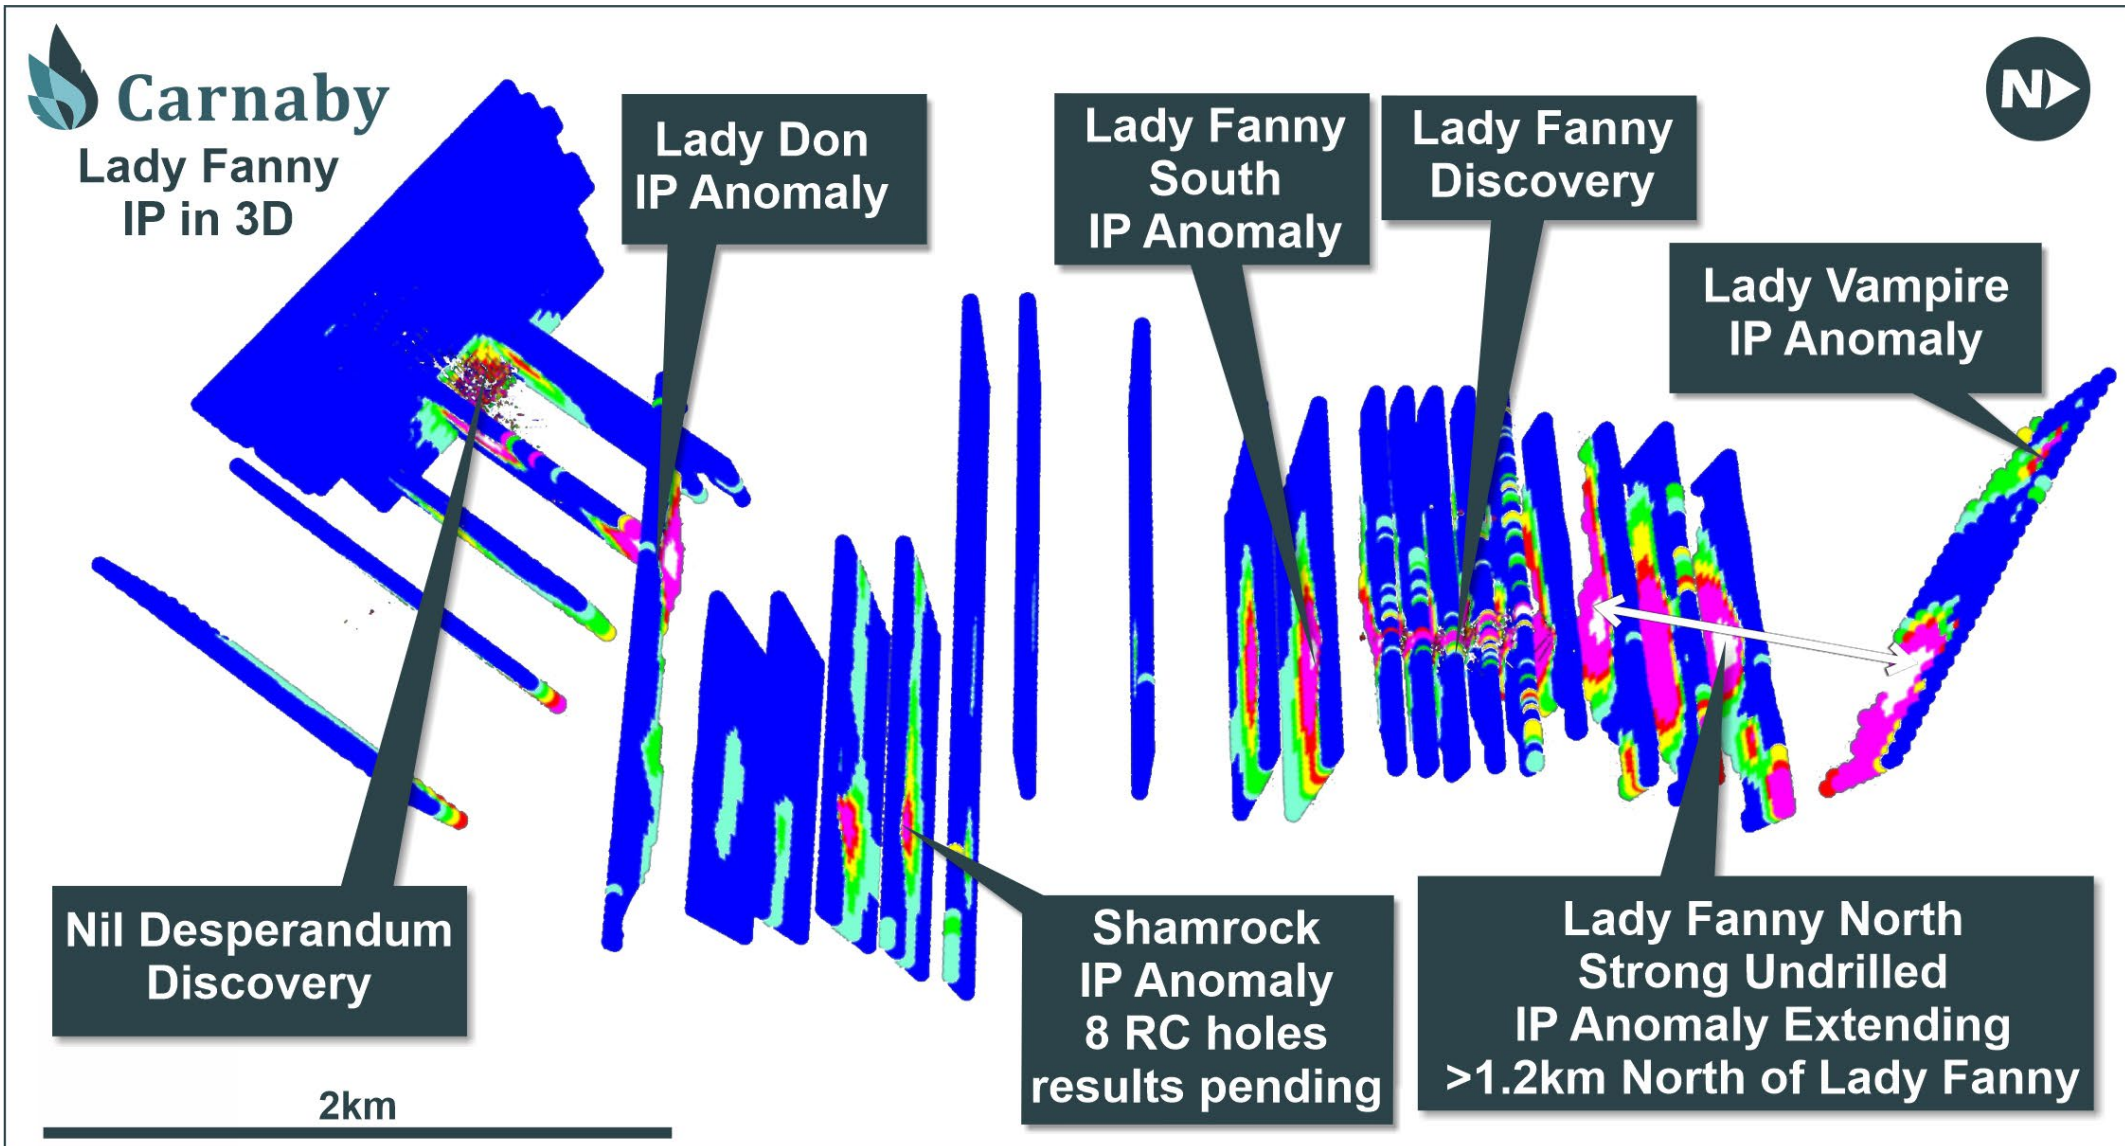 Carnaby
Lady Fanny
IP in 3D
Lady Don
IP Anomaly
Lady Fanny
South
IP Anomaly
Lady Fanny
Discovery
N
Lady Vampire
IP Anomaly
Nil Desperandum
Discovery
Shamrock
IP Anomaly
8 RC holes
results pending
Lady Fanny North
Strong Undrilled
IP Anomaly Extending
>1.2km North of Lady Fanny
2km